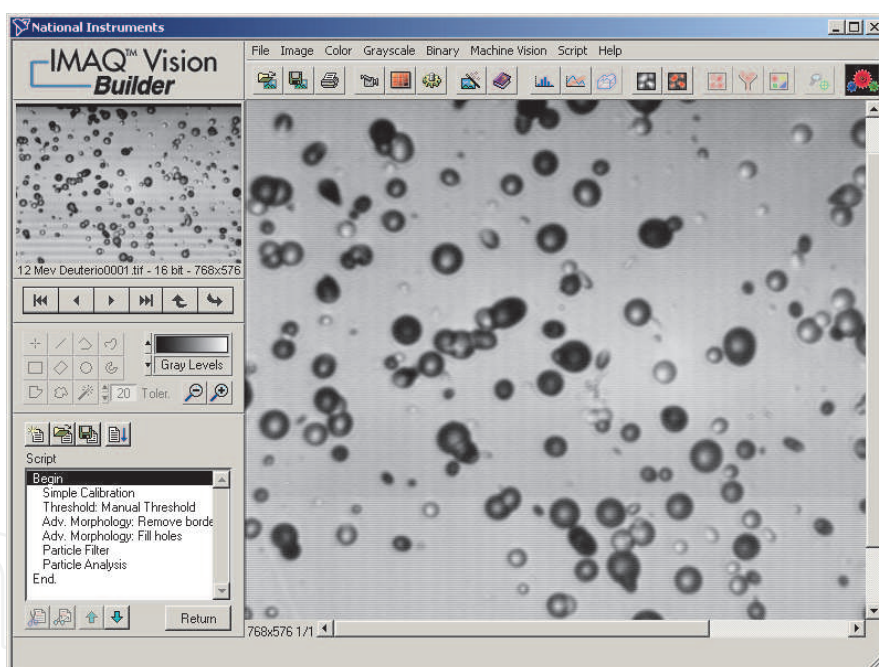 National Instruments
IMAQ™ Vision
Builder
File Image Color Grayscale Binary Machine Vision Script Help
12 Mev Deuterio0001.tif - 16 bit - 768x576
Gray Levels
20 Toler.
Script
Begin
Simple Calibration
Threshold: Manual Threshold
Adv. Morphology: Remove borde
Adv. Morphology: Fill holes
Particle Filter
Particle Analysis
End.
Return
768x576 1/1